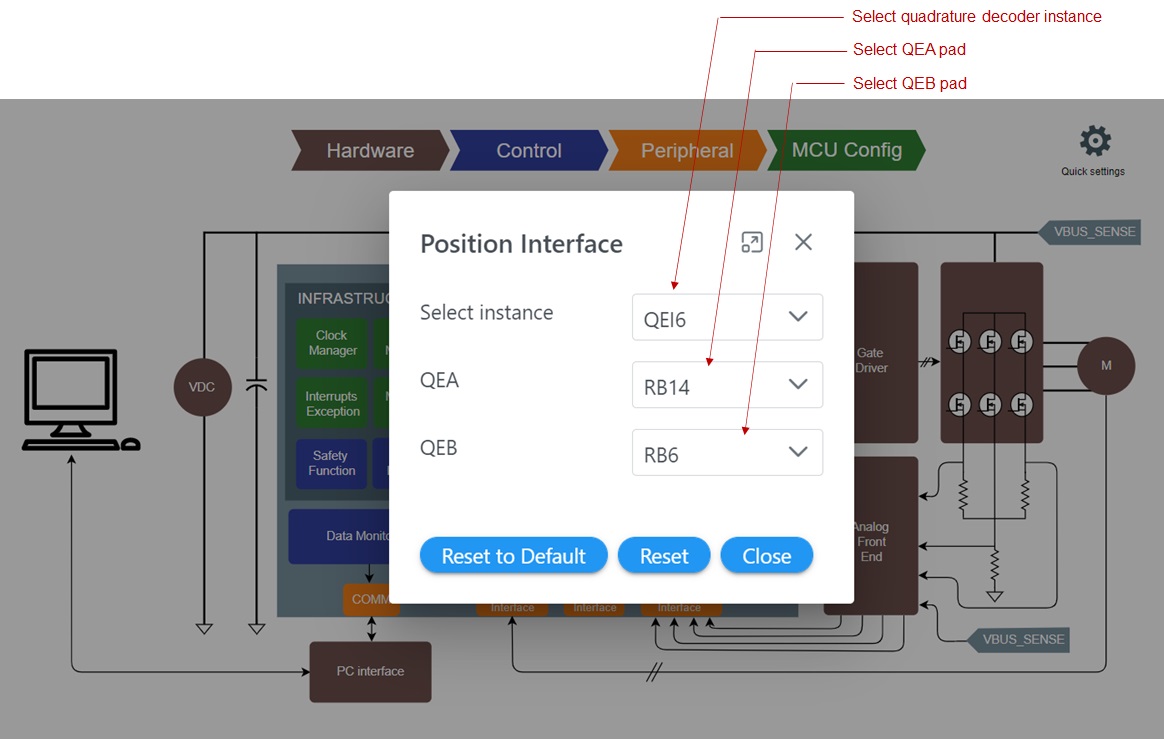 Select quadrature decoder instance
Select QEA pad
Select QEB pad
Hardware
Control
Peripheral
MCU Config
Quick settings
VBUS_SENSE
Position Interface
INFRASTRUC
Select instance
QEI6
Clock
Manager
Gate
Driver
VDC
M
QEA
RB14
Interrupts
Exception
QEB
RB6
Safety
Function
Data Monito
Analog
Front
End
Reset to Default
Reset
Close
COMM
Interface
Interface
Interface
VBUS_SENSE
PC interface